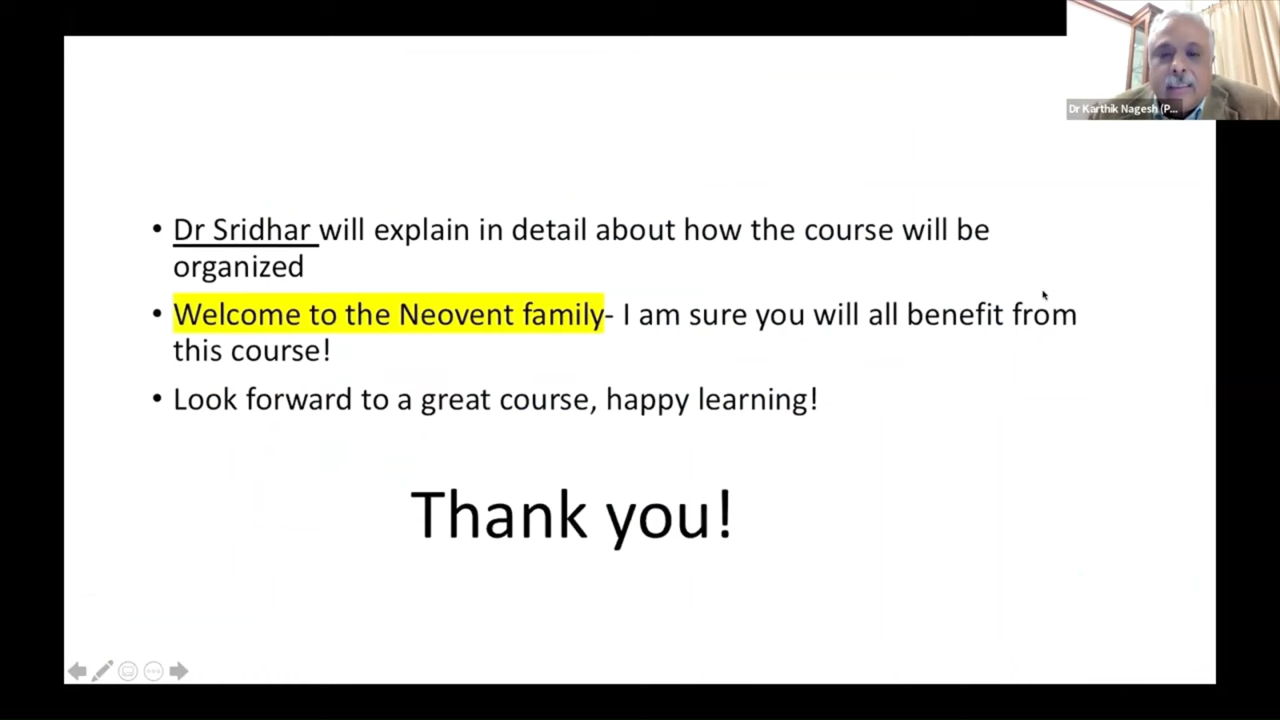 Dr Karthik Nagesh (P...
• Dr Sridhar will explain in detail about how the course will be
organized
• Welcome to the Neovent family- I am sure you will all benefit from
this course!
• Look forward to a great course, happy learning!
Thank you!